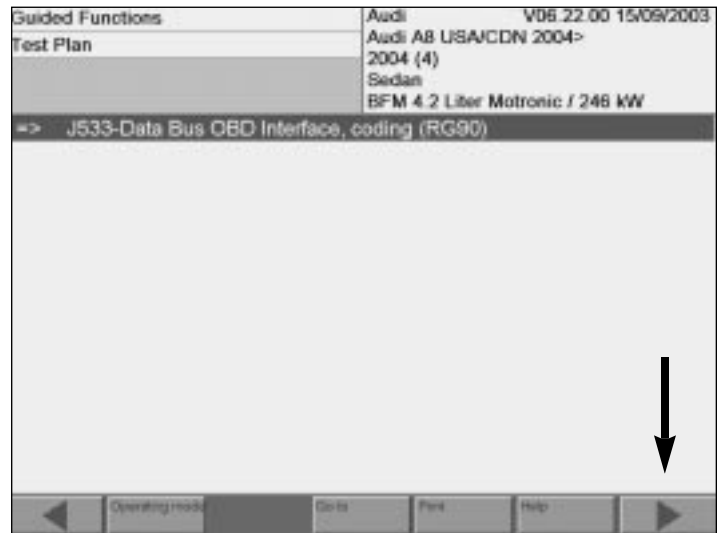 Guided Functions
Test Plan
Audi V06.22.00 15/09/2003
Audi A8 USA/CDN 2004>
2004 (4)
Sedan
BFM 4.2 Liter Motronic / 246 kW
=> J533-Data Bus OBD Interface, coding (RG90)
Operating mode
Go to
Print
Help